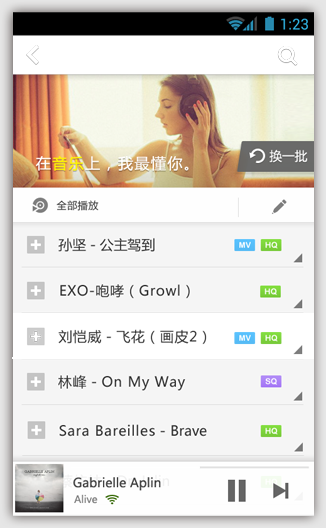 1:23
在音乐上，我最懂你。
换一批
全部播放
孙坚 - 公主驾到 MV HQ
EXO-咆哮（Growl ） HQ
刘恺威 - 飞花（画皮2 ） MV HQ
林峰 - On My Way SQ
Sara Bareilles - Brave HQ
Gabrielle Aplin
Alive